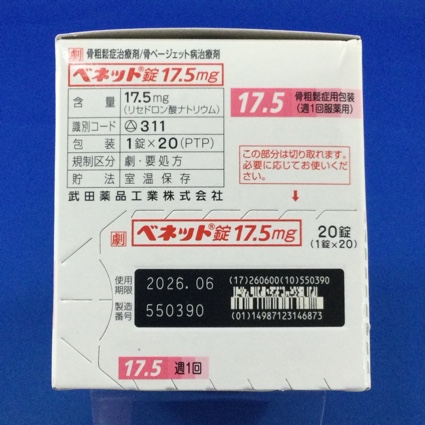 劇 骨粗鬆症治療剤/骨ページェット病治療剤
ベネット®錠17.5mg
含 量 17.5mg
(リセドロン酸ナトリウム)
識別コード 311
包 装 1錠×20(PTP)
規制区分 劇・要処方
貯 法 室温保存
武田薬品工業株式会社
17.5 骨粗鬆症用包装
(週1回服薬用)
この部分は切り取れます。
必要に応じてお使いください。
↓
劇 ベネット®錠17.5mg
20錠
(1錠×20)
使用期限 2026.06
製造番号 550390
(17)260600(10)550390
(01)14987123146873
17.5 週1回